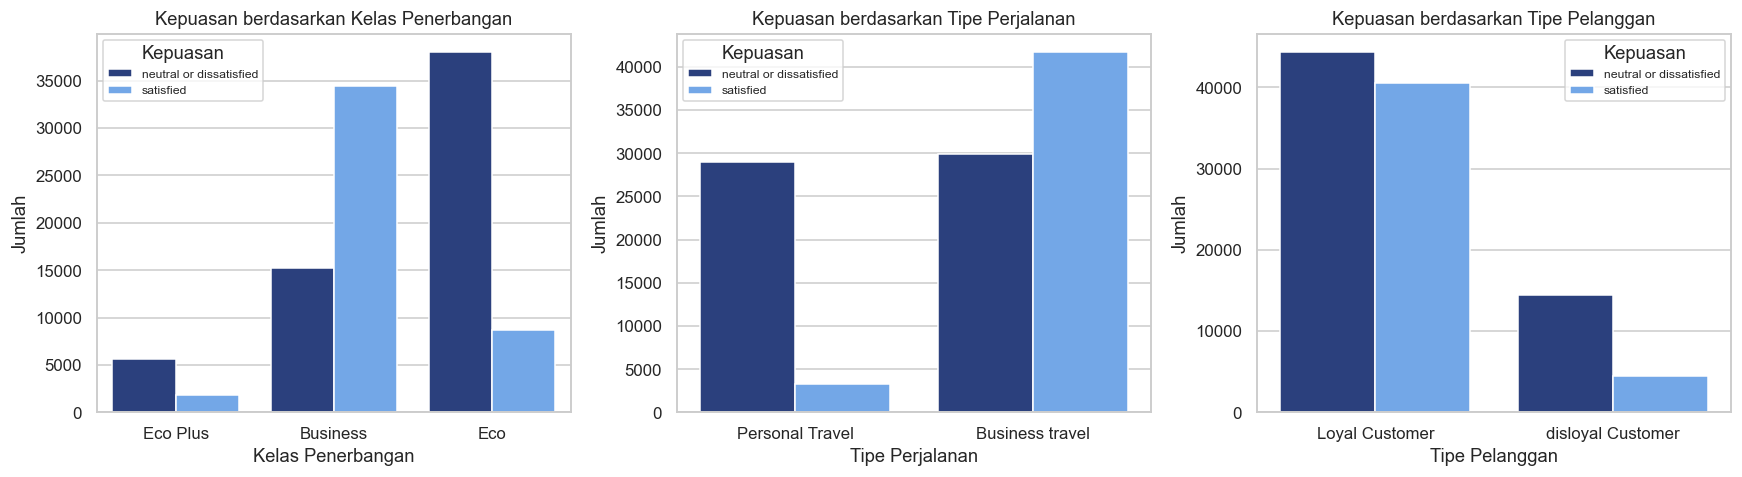 Kepuasan berdasarkan Kelas Penerbangan
Kepuasan
neutral or dissatisfied
satisfied
35000
30000
25000
20000
15000
10000
5000
0
Jumlah
Eco Plus
Business
Eco
Kelas Penerbangan
Kepuasan berdasarkan Tipe Perjalanan
Kepuasan
neutral or dissatisfied
satisfied
40000
35000
30000
25000
20000
15000
10000
5000
0
Jumlah
Personal Travel
Business travel
Tipe Perjalanan
Kepuasan berdasarkan Tipe Pelanggan
Kepuasan
neutral or dissatisfied
satisfied
40000
30000
20000
10000
0
Jumlah
Loyal Customer
disloyal Customer
Tipe Pelanggan